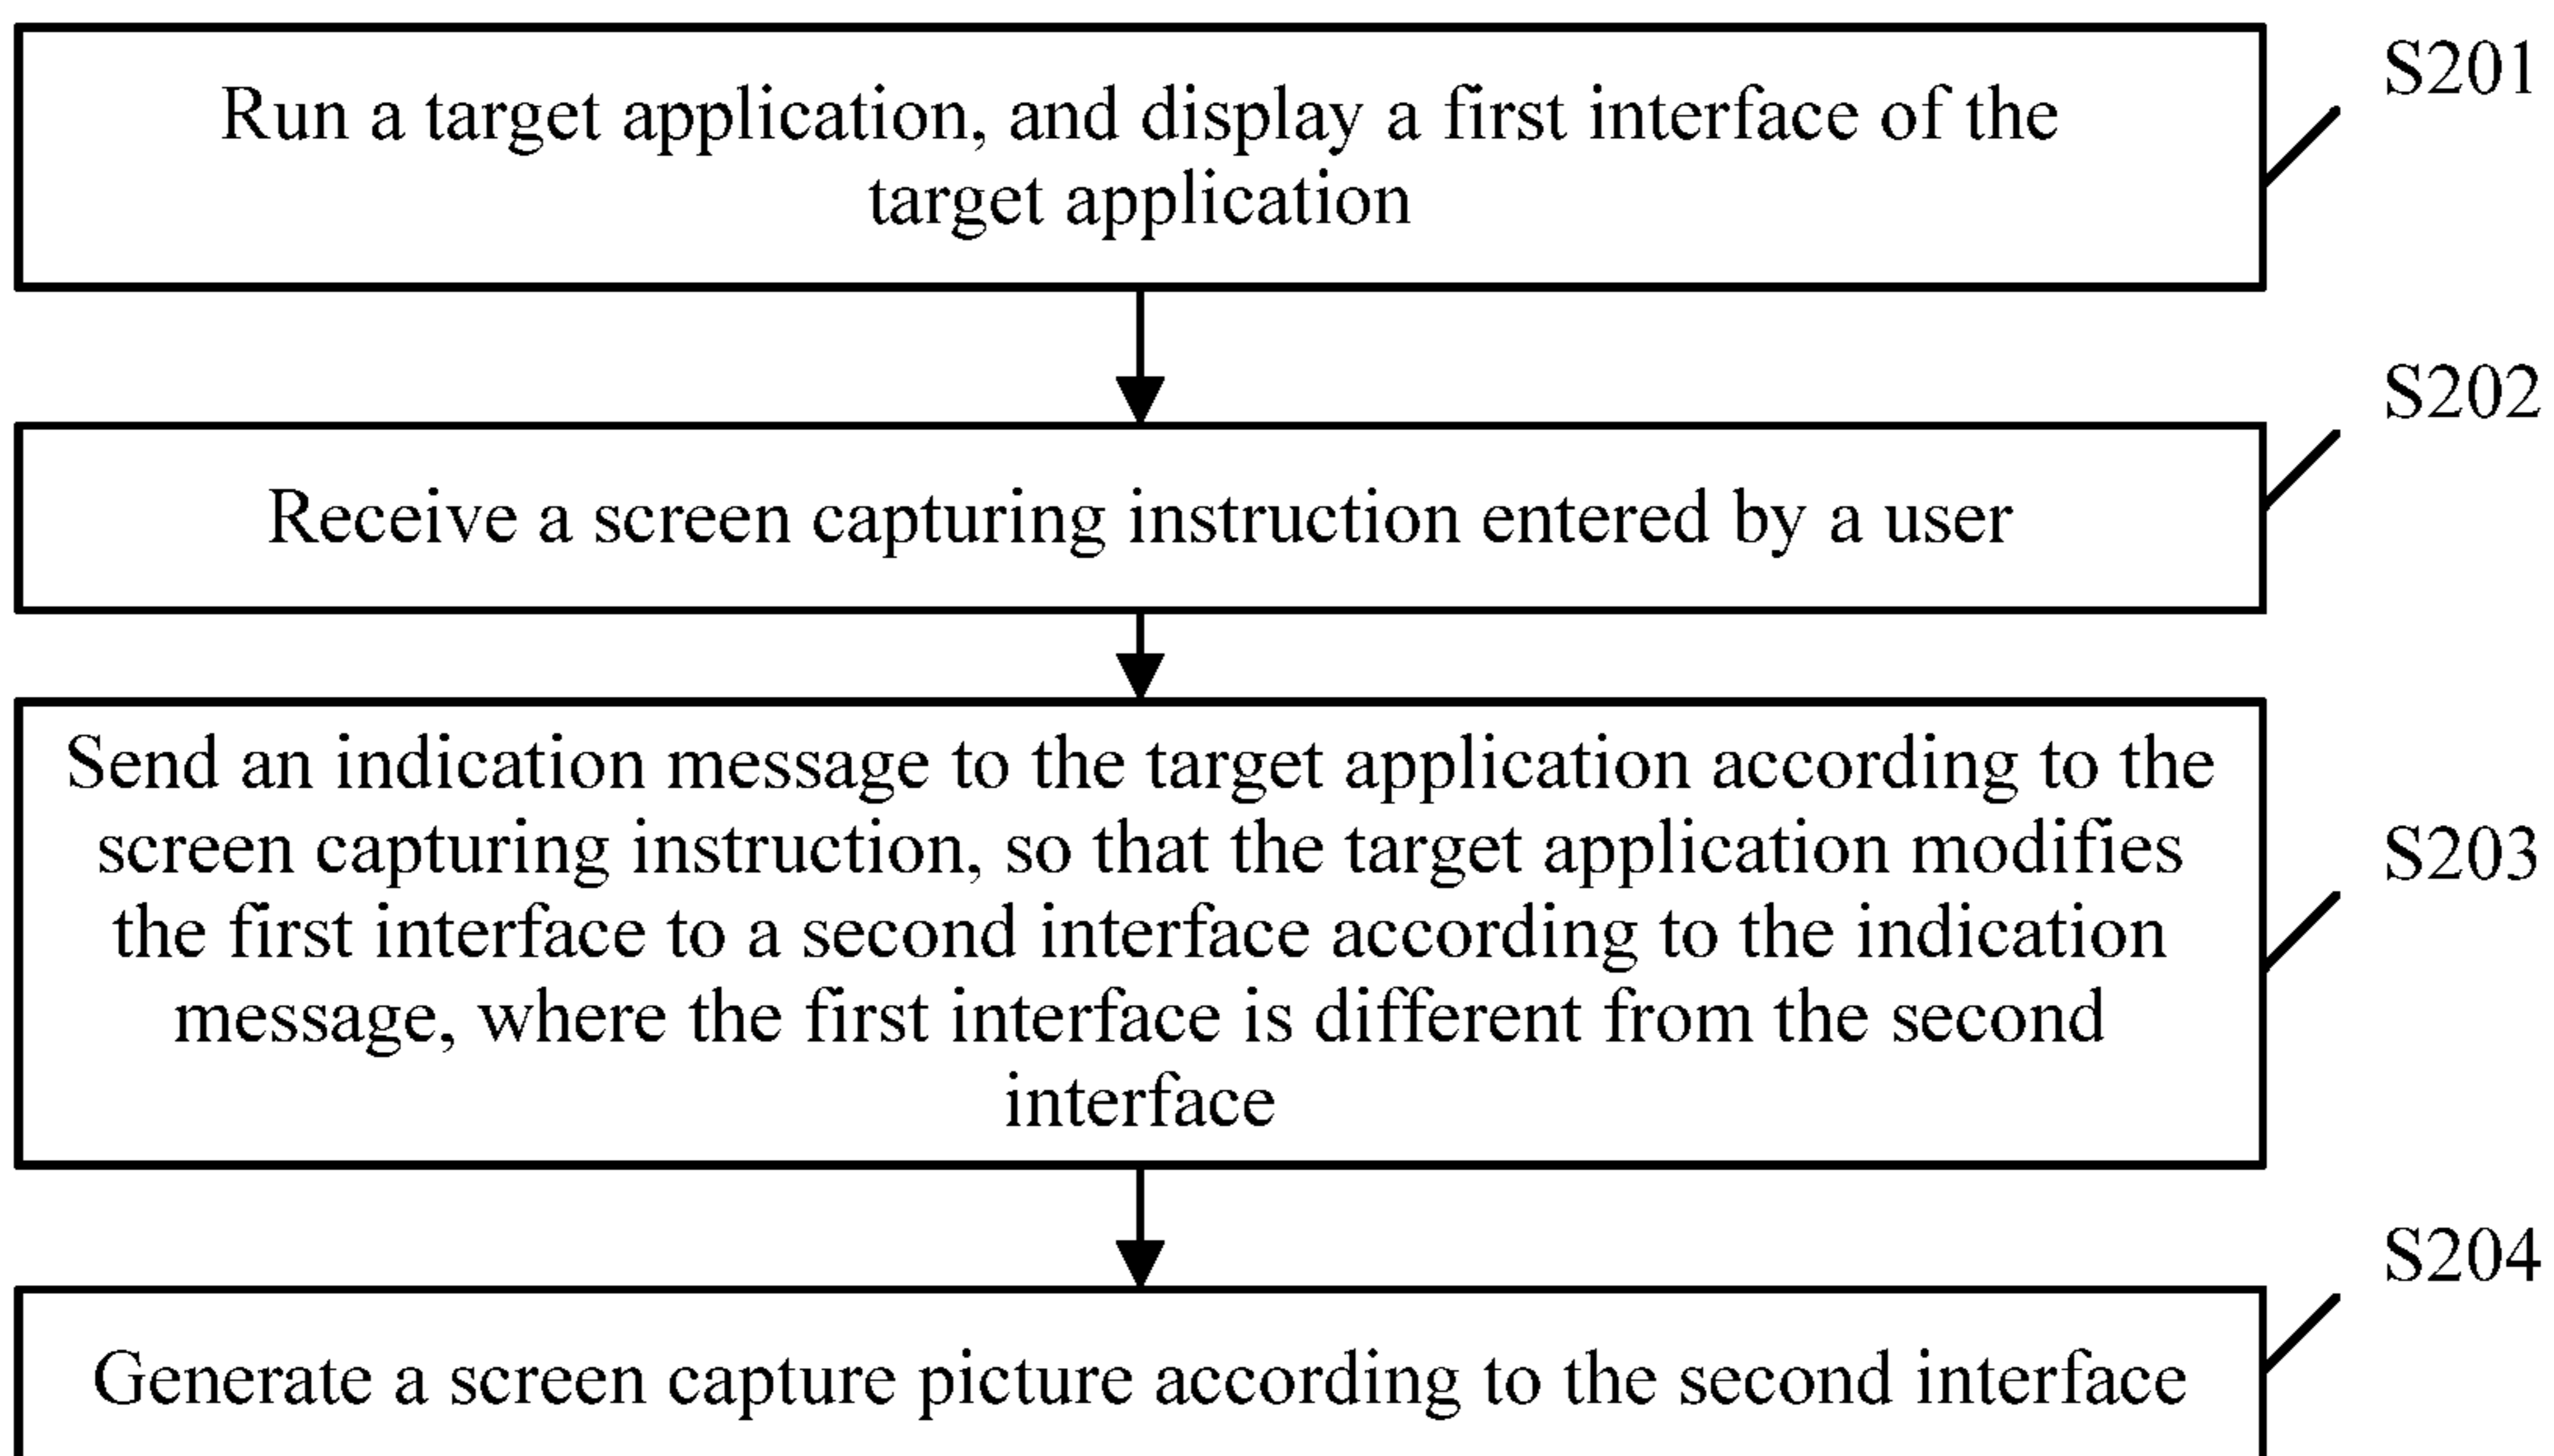 S201
Run a target application, and display a first interface of the
target application
S202
Receive a screen capturing instruction entered by a user
Send an indication message to the target application according to the
screen capturing instruction, so that the target application modifies
S203
the first interface to a second interface according to the indication
message, where the first interface is different from the second
interface
S204
Generate a screen capture picture according to the second interface